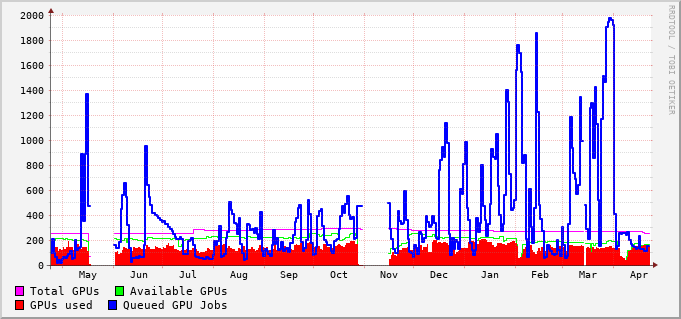 2000
1800
1600
1400
1200
1000
800
600
400
200
0
May Jun Jul Aug Sep Oct Nov Dec Jan Feb Mar Apr
Total GPUs Available GPUs
GPUs used Queued GPU Jobs
RRDTOOL / TOBI OETIKER